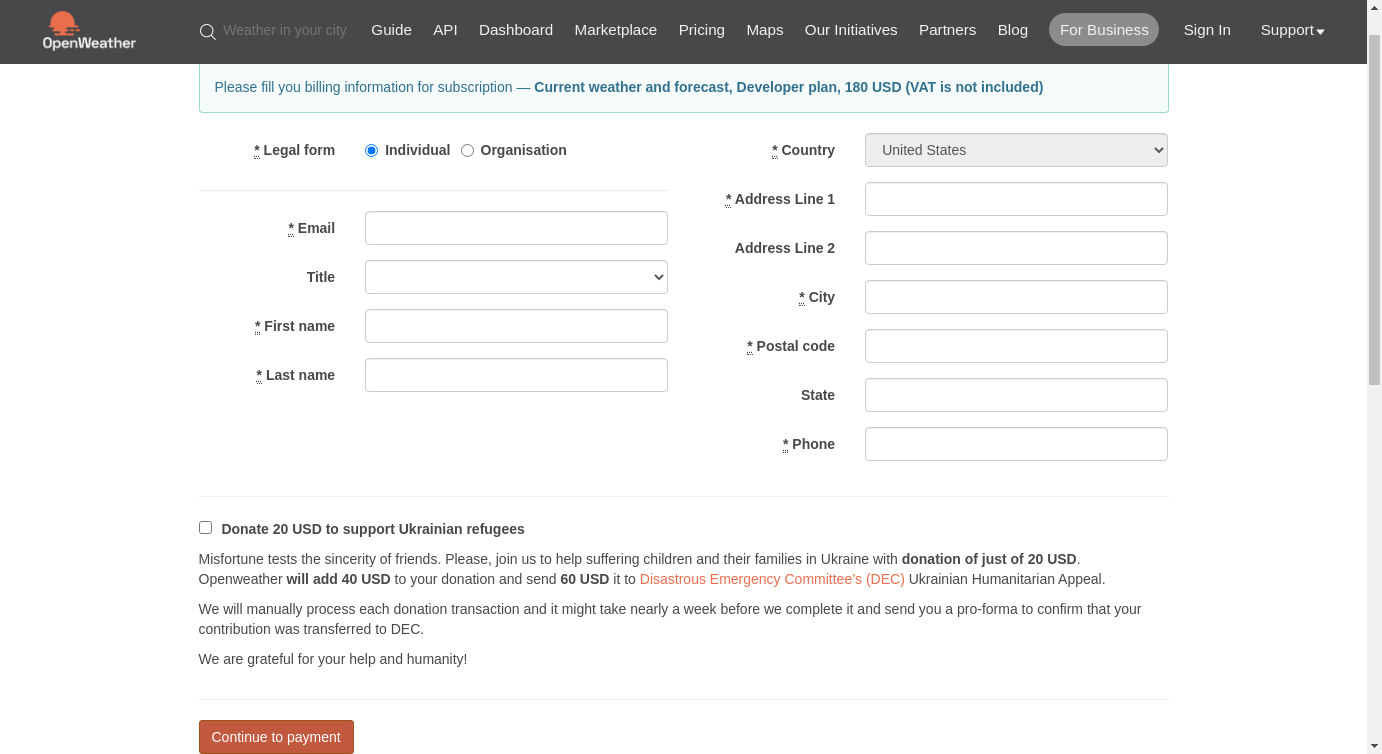 OpenWeather
Weather in your city Guide API Dashboard Marketplace Pricing Maps Our Initiatives Partners Blog For Business Sign In Support
Please fill you billing information for subscription — Current weather and forecast, Developer plan, 180 USD (VAT is not included)
* Legal form Individual Organisation
* Email
Title
* First name
* Last name
* Country United States
* Address Line 1
Address Line 2
* City
* Postal code
State
* Phone
Donate 20 USD to support Ukrainian refugees
Misfortune tests the sincerity of friends. Please, join us to help suffering children and their families in Ukraine with donation of just of 20 USD.
Openweather will add 40 USD to your donation and send 60 USD it to Disastrous Emergency Committee's (DEC) Ukrainian Humanitarian Appeal.
We will manually process each donation transaction and it might take nearly a week before we complete it and send you a pro-forma to confirm that your
contribution was transferred to DEC.
We are grateful for your help and humanity!
Continue to payment